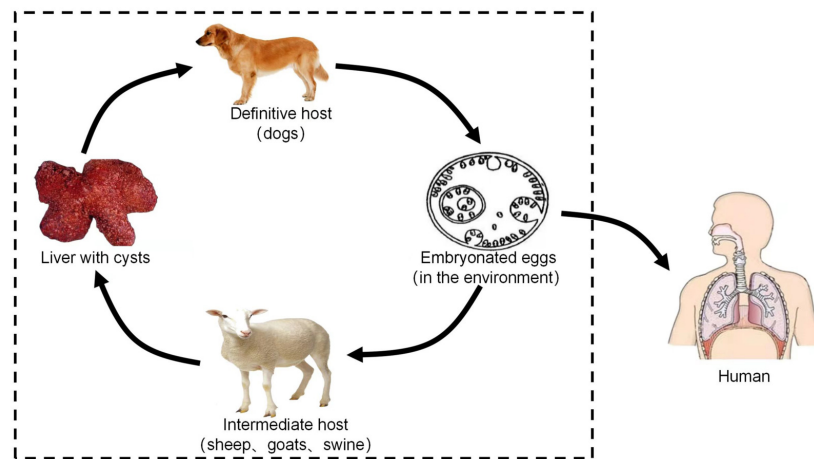 Definitive host
(dogs)
Liver with cysts
Embryonated eggs
(in the environment)
Human
Intermediate host
(sheep、goats、swine)